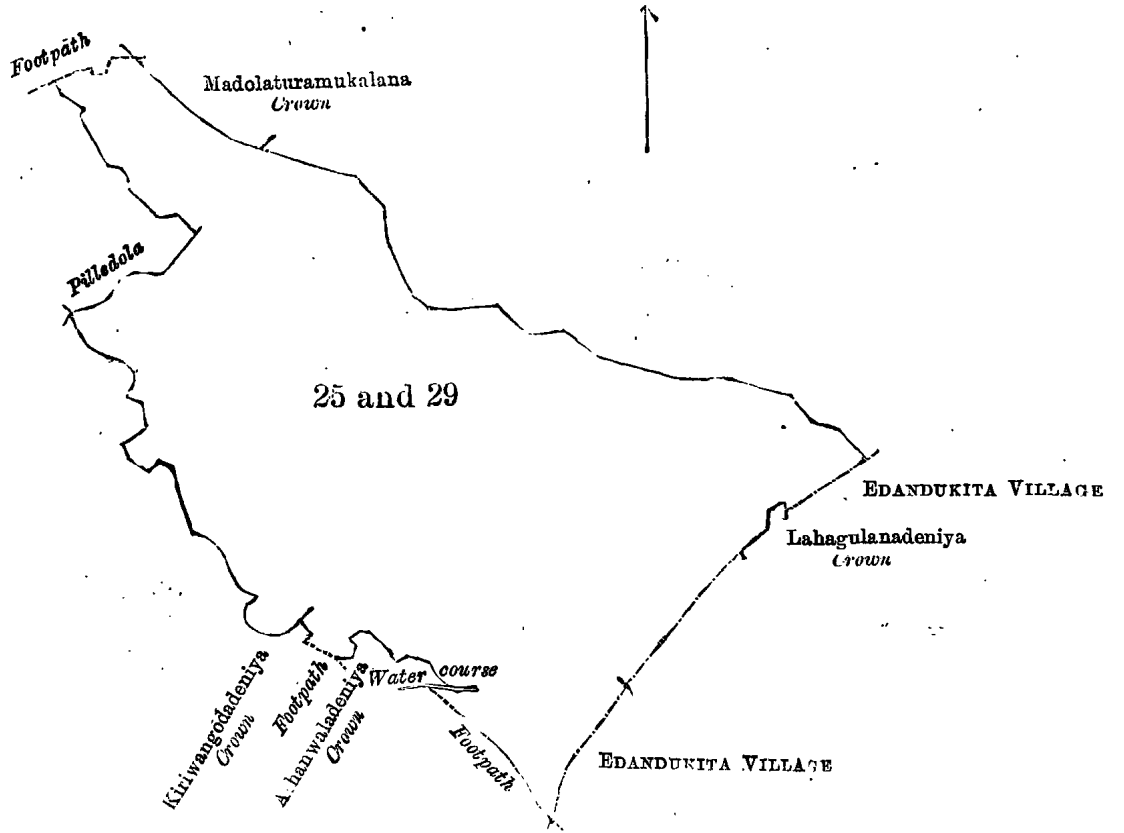 Footpath
Madolaturamukalana
Crown
Pilledola
25 and 29
EDANDUKITA VILLAGE
Lahagulanadeniya
Crown
Kiriwangodadeniya
Crown
Footpath
Crown
Water course
Footpath
EDANDUKITA VILLAGE